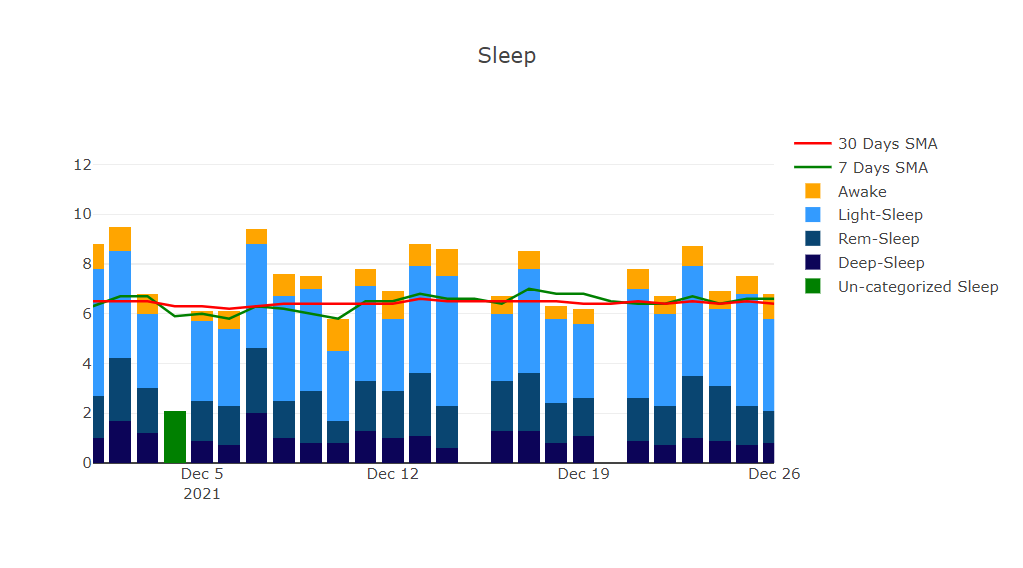 Sleep
30 Days SMA
7 Days SMA
Awake
Light-Sleep
Rem-Sleep
Deep-Sleep
Un-categorized Sleep
12
10
8
6
4
2
0
Dec 5
2021
Dec 12
Dec 19
Dec 26